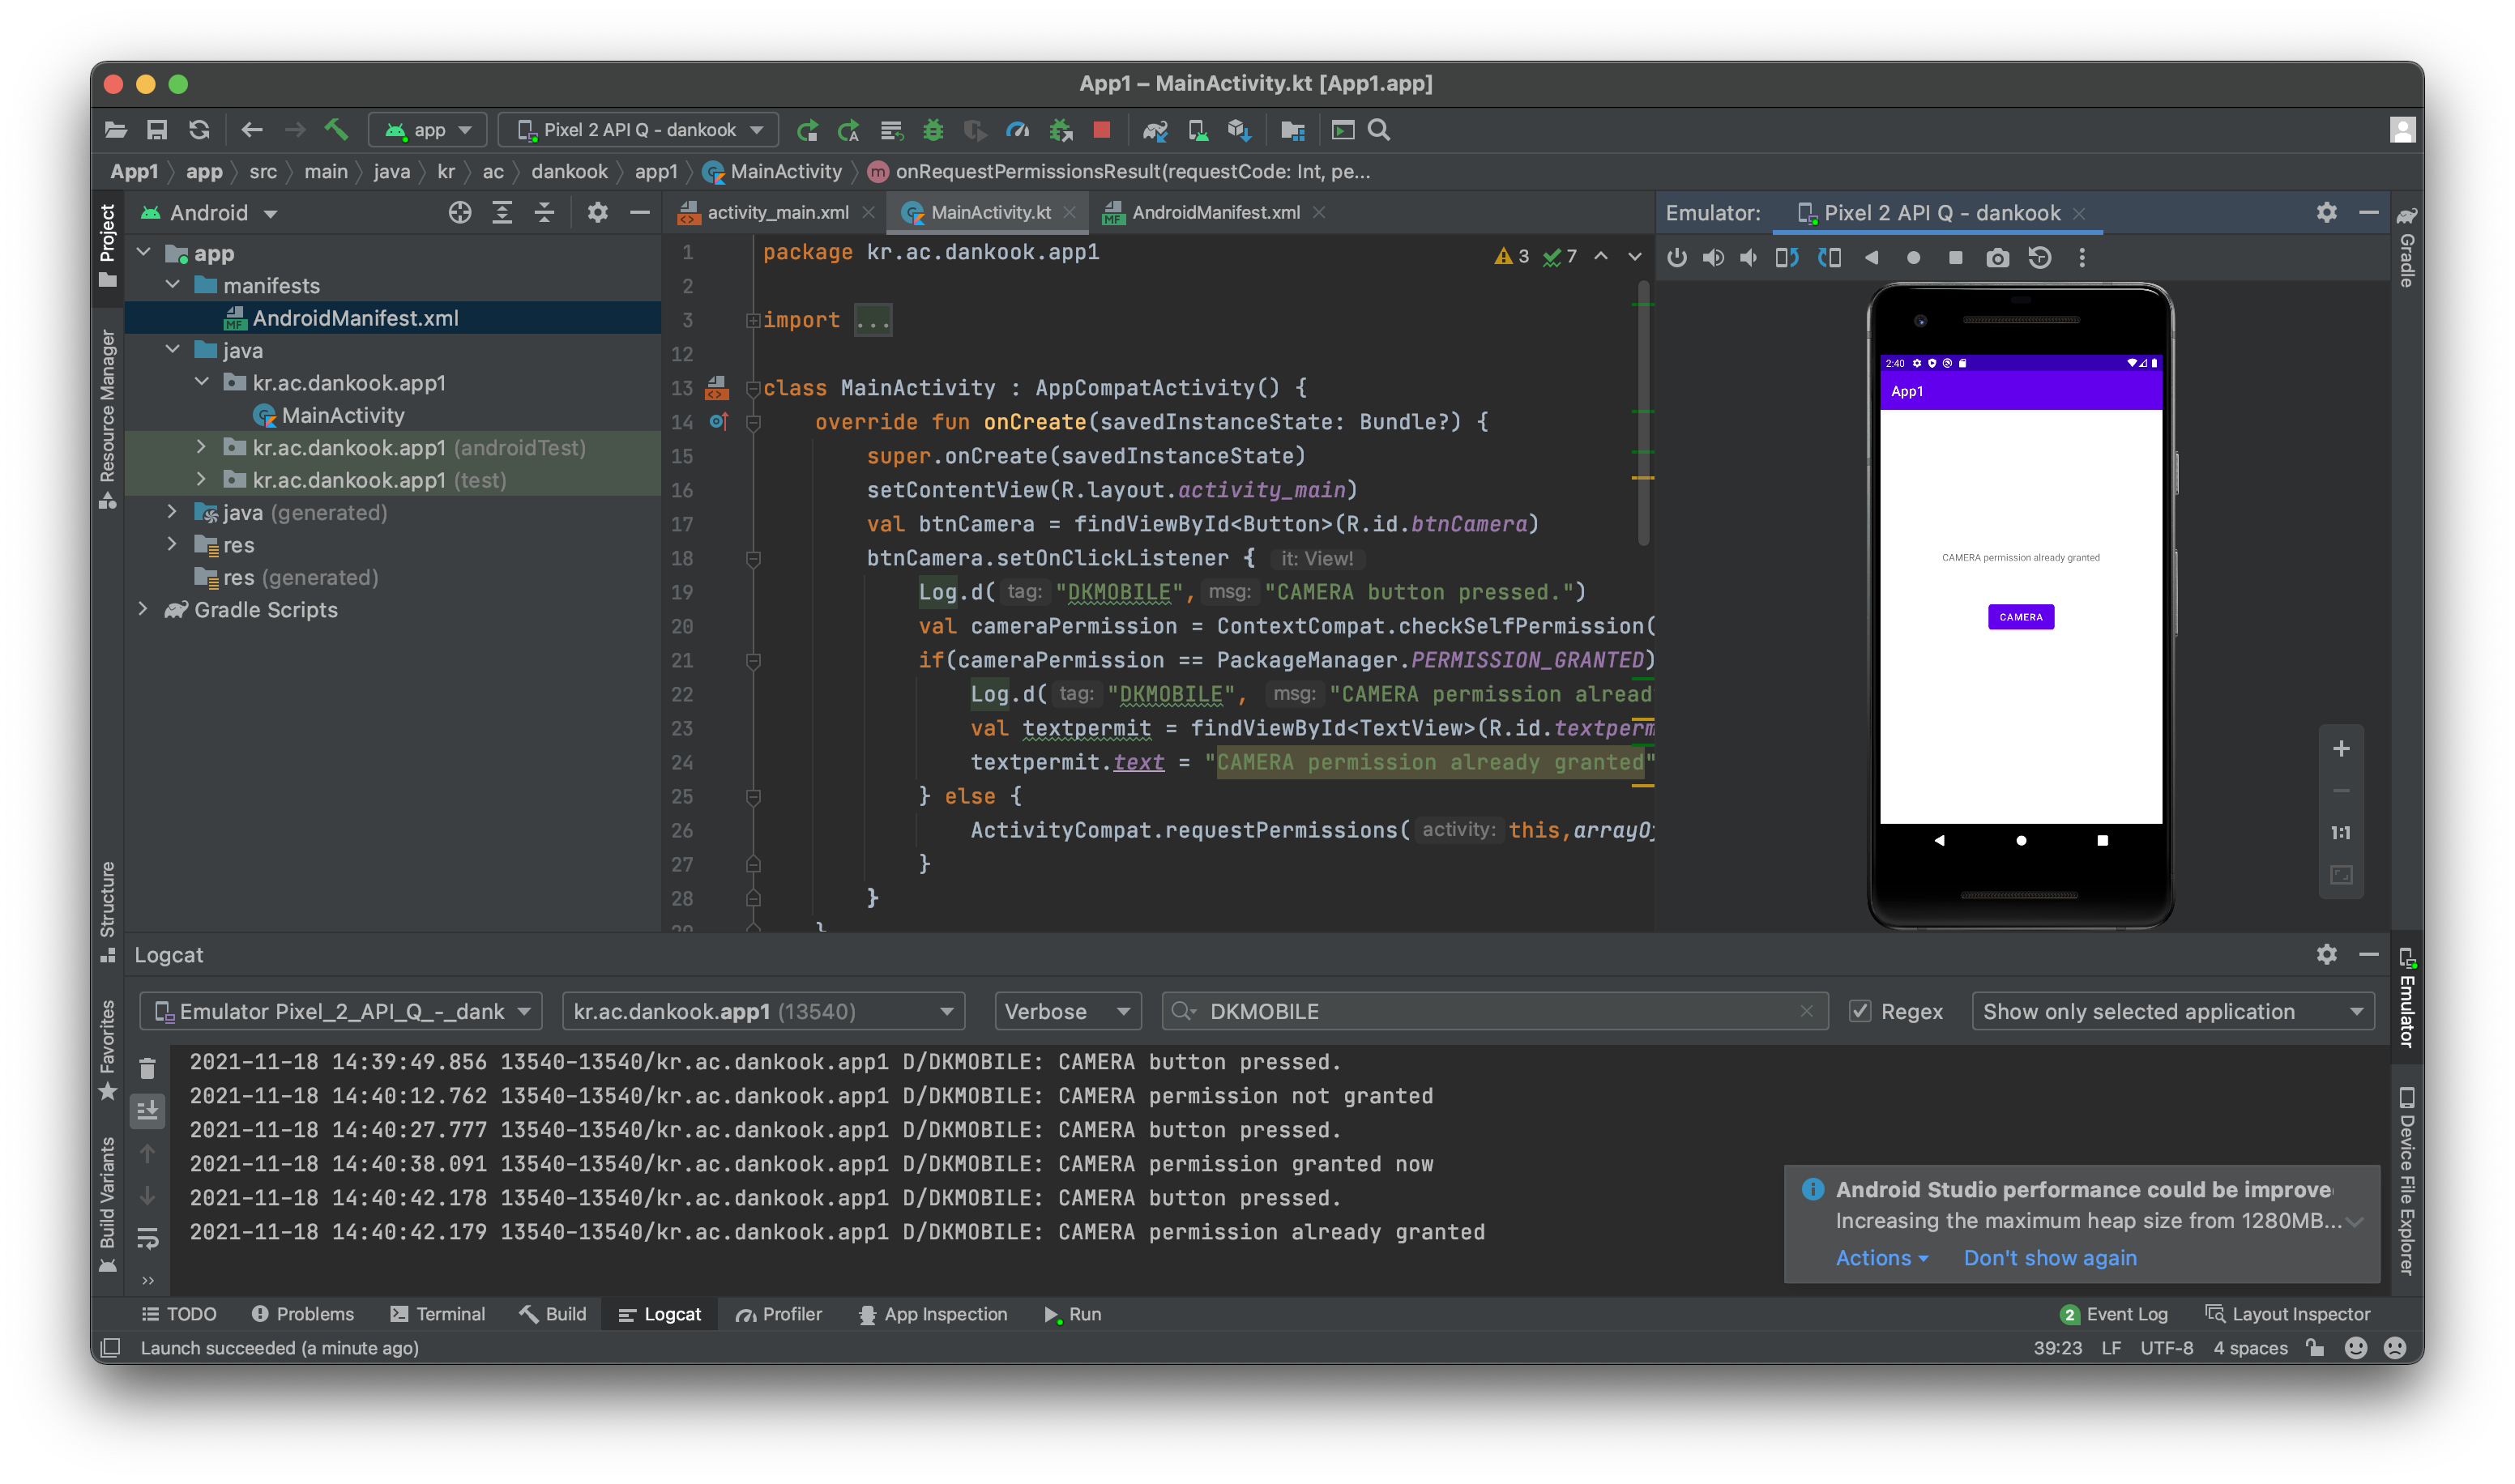 App1 – MainActivity.kt [App1.app]
app
Pixel 2 API Q - dankook
App1 app src main java kr ac dankook app1 MainActivity onRequestPermissionsResult(requestCode: Int, pe...
Project
Resource Manager
Structure
Favorites
Build Variants
Android
app
manifests
AndroidManifest.xml
java
kr.ac.dankook.app1
MainActivity
kr.ac.dankook.app1 (androidTest)
kr.ac.dankook.app1 (test)
java (generated)
res
res (generated)
Gradle Scripts
activity_main.xml
MainActivity.kt
AndroidManifest.xml
3 7
1 package kr.ac.dankook.app1
2
3 import ...
12
13 class MainActivity : AppCompatActivity() {
14 override fun onCreate(savedInstanceState: Bundle?) {
15 super.onCreate(savedInstanceState)
16 setContentView(R.layout.activity_main)
17 val btnCamera = findViewById<Button>(R.id.btnCamera)
18 btnCamera.setOnClickListener { it: View!
19 Log.d( tag: "DKMOBILE", msg: "CAMERA button pressed.")
20 val cameraPermission = ContextCompat.checkSelfPermission(
21 if(cameraPermission == PackageManager.PERMISSION_GRANTED)
22 Log.d( tag: "DKMOBILE", msg: "CAMERA permission alread
23 val textpermit = findViewById<TextView>(R.id.textperm
24 textpermit.text = "CAMERA permission already granted"
25 } else {
26 ActivityCompat.requestPermissions( activity: this,arrayO
27 }
28 }
Emulator: Pixel 2 API Q - dankook
2:40
App1
CAMERA permission already granted
CAMERA
1:1
Gradle
Emulator
Device File Explorer
Logcat
Emulator Pixel_2_API_Q_-_dank
kr.ac.dankook.app1 (13540)
Verbose
DKMOBILE
Regex
Show only selected application
2021-11-18 14:39:49.856 13540-13540/kr.ac.dankook.app1 D/DKMOBILE: CAMERA button pressed.
2021-11-18 14:40:12.762 13540-13540/kr.ac.dankook.app1 D/DKMOBILE: CAMERA permission not granted
2021-11-18 14:40:27.777 13540-13540/kr.ac.dankook.app1 D/DKMOBILE: CAMERA button pressed.
2021-11-18 14:40:38.091 13540-13540/kr.ac.dankook.app1 D/DKMOBILE: CAMERA permission granted now
2021-11-18 14:40:42.178 13540-13540/kr.ac.dankook.app1 D/DKMOBILE: CAMERA button pressed.
2021-11-18 14:40:42.179 13540-13540/kr.ac.dankook.app1 D/DKMOBILE: CAMERA permission already granted
Android Studio performance could be improve
Increasing the maximum heap size from 1280MB...
Actions Don't show again
TODO Problems Terminal Build Logcat Profiler App Inspection Run 2 Event Log Layout Inspector
Launch succeeded (a minute ago) 39:23 LF UTF-8 4 spaces